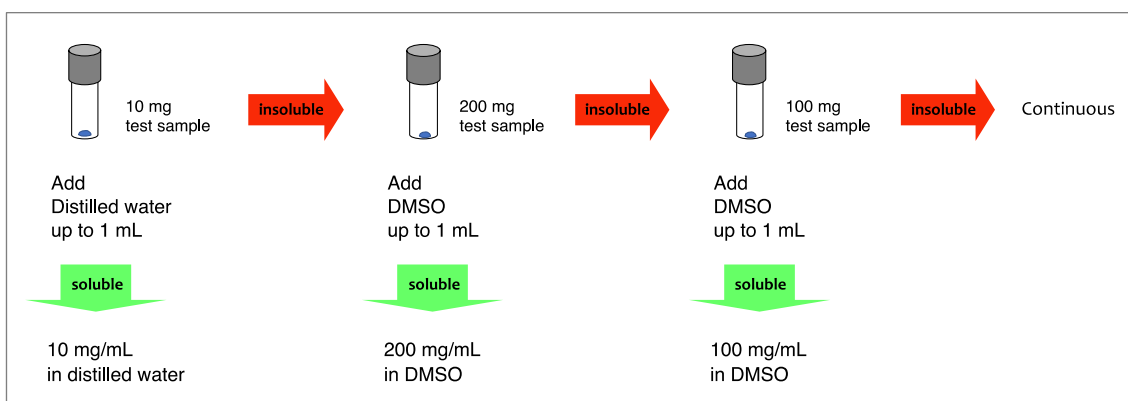 10 mg
test sample
insoluble
200 mg
test sample
insoluble
100 mg
test sample
insoluble
Continuous
Add
Distilled water
up to 1 mL
Add
DMSO
up to 1 mL
Add
DMSO
up to 1 mL
soluble
soluble
soluble
10 mg/mL
in distilled water
200 mg/mL
in DMSO
100 mg/mL
in DMSO